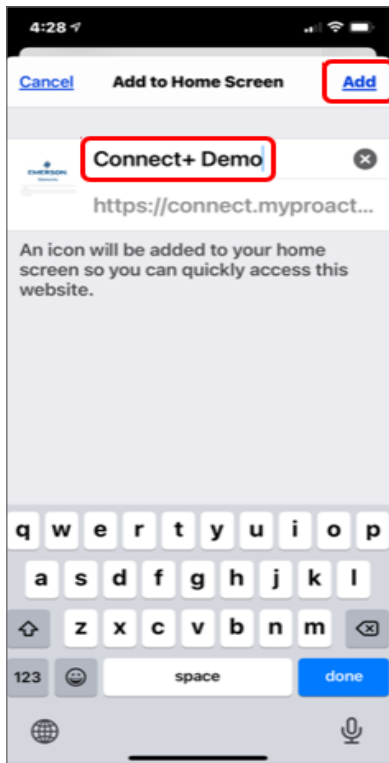 4:28
Cancel Add to Home Screen Add
EMERSON
Connect+ Demo
https://connect.myproact...
An icon will be added to your home
screen so you can quickly access this
website.
q w e r t y u i o p
a s d f g h j k l
z x c v b n m
123 space done